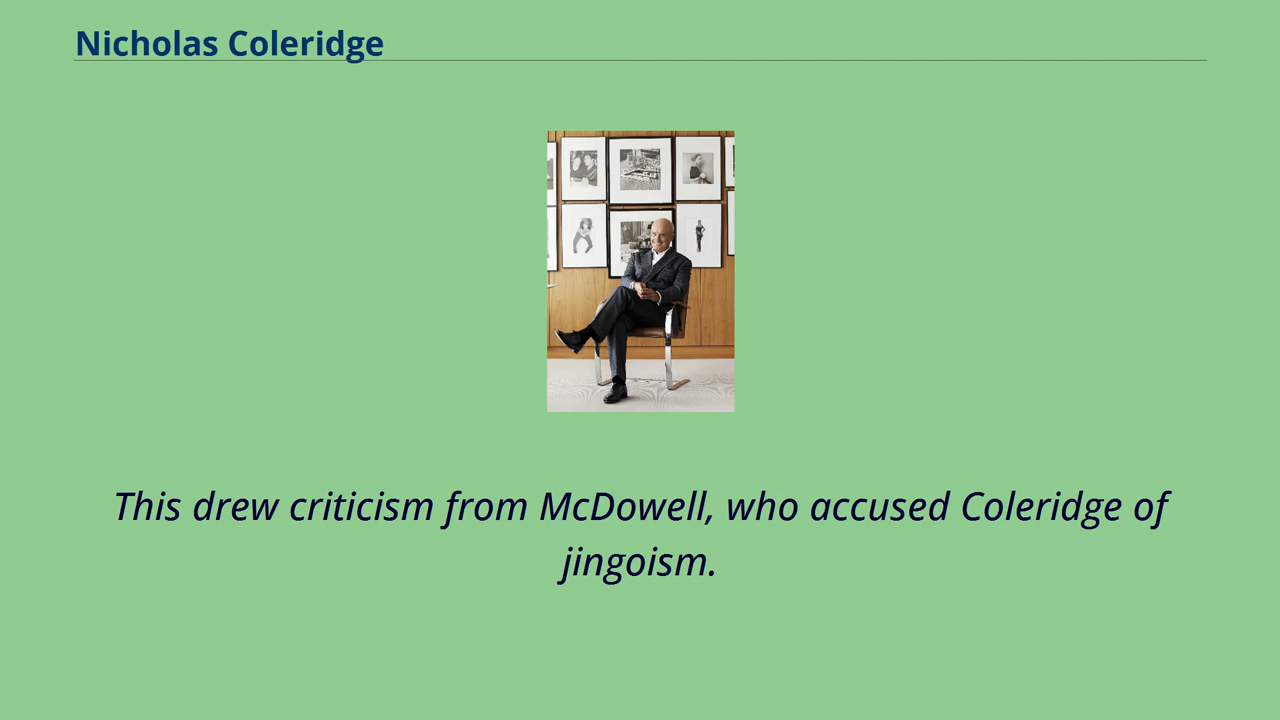 Nicholas Coleridge
This drew criticism from McDowell, who accused Coleridge of
jingoism.